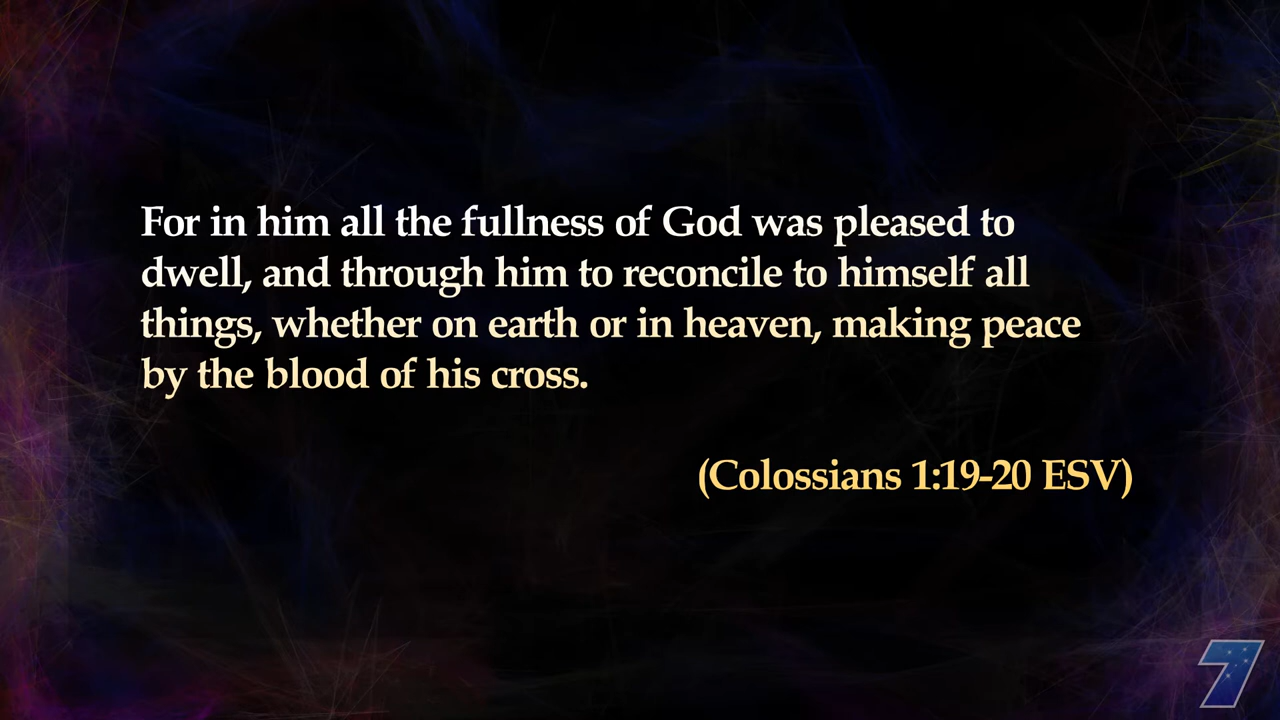 For in him all the fullness of God was pleased to
dwell, and through him to reconcile to himself all
things, whether on earth or in heaven, making peace
by the blood of his cross.
(Colossians 1:19-20 ESV)
7